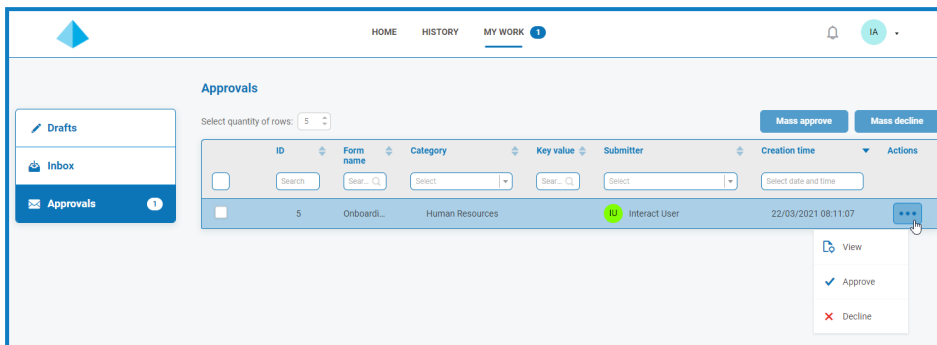 HOME HISTORY MY WORK 1 IA
Approvals
Select quantity of rows: 5 Mass approve Mass decline
Drafts
Inbox
Approvals 1
ID Form name Category Key value Submitter Creation time Actions
Search Sear... Select Sear... Select Select date and time
5 Onboardi... Human Resources IU Interact User 22/03/2021 08:11:07
View
Approve
Decline